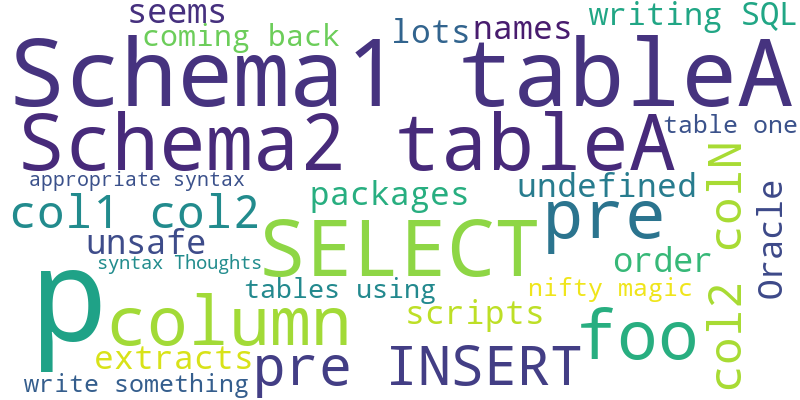 seems
writing SQL
coming back
lots
names
Schema1 tableA
Schema2 tableA
table one
appropriate syntax
packages
undefined
col2 colN
Oracle
col1 col2
pre
unsafe
SELECT
order
syntax Thoughts
p
tables using
nifty magic
column
scripts
foo
extracts
pre
INSERT
write something